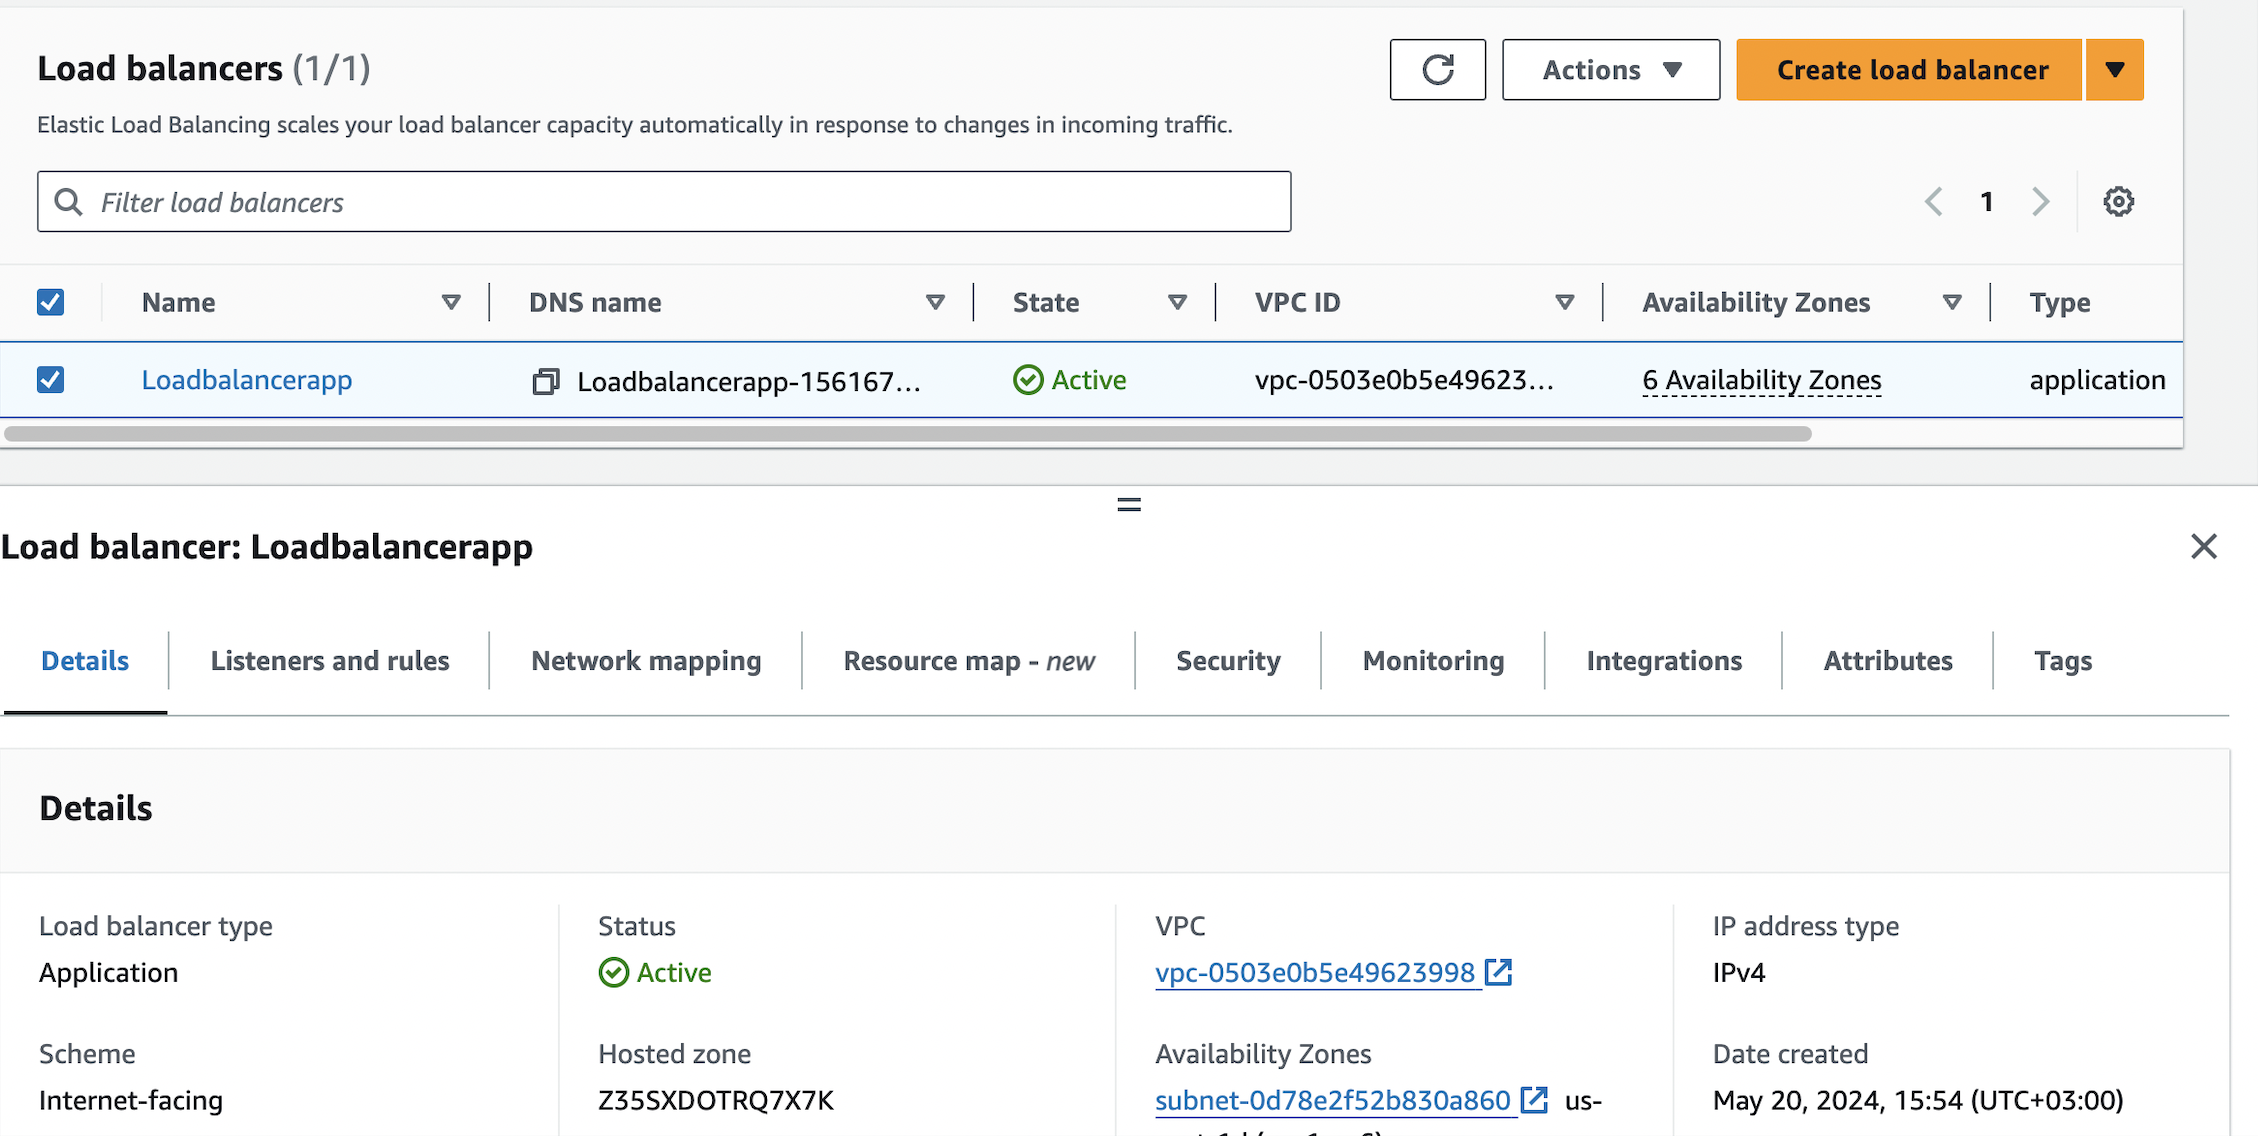 Load balancers (1/1)
Actions
Create load balancer
Elastic Load Balancing scales your load balancer capacity automatically in response to changes in incoming traffic.
Filter load balancers
1
Name DNS name State VPC ID Availability Zones Type
Loadbalancerapp Loadbalancerapp-156167... Active vpc-0503e0b5e49623... 6 Availability Zones application
Load balancer: Loadbalancerapp
Details Listeners and rules Network mapping Resource map - new Security Monitoring Integrations Attributes Tags
Details
Load balancer type Status VPC IP address type
Application Active vpc-0503e0b5e49623998 IPv4
Scheme Hosted zone Availability Zones Date created
Internet-facing Z35SXDOTRQ7X7K subnet-0d78e2f52b830a860 us- May 20, 2024, 15:54 (UTC+03:00)